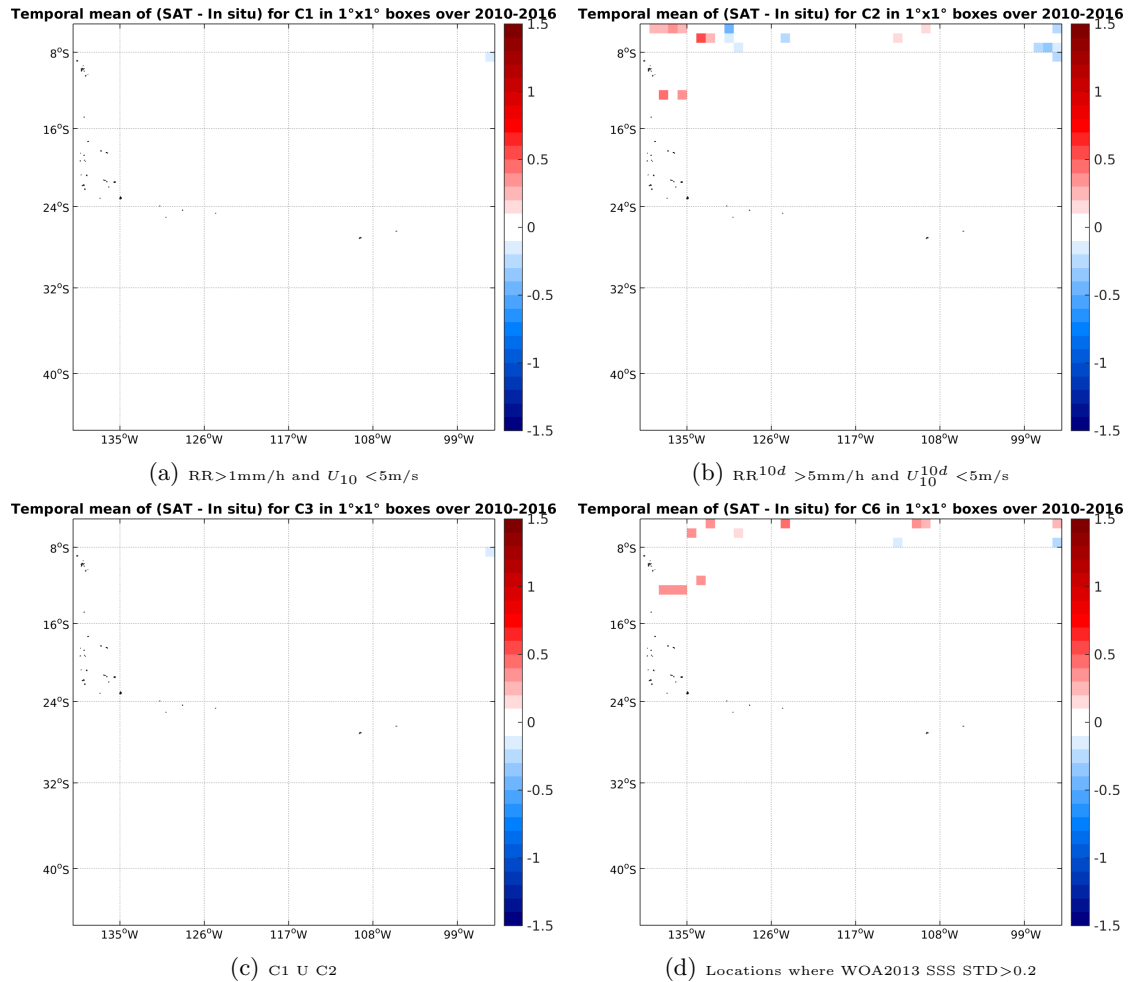 Temporal mean of (SAT - In situ) for C1 in 1°x1° boxes over 2010-2016
8°S
16°S
24°S
32°S
40°S
135°W 126°W 117°W 108°W 99°W
1.5
1
0.5
0
-0.5
-1
-1.5
(a) RR>1mm/h and U10 <5m/s
Temporal mean of (SAT - In situ) for C2 in 1°x1° boxes over 2010-2016
8°S
16°S
24°S
32°S
40°S
135°W 126°W 117°W 108°W 99°W
1.5
1
0.5
0
-0.5
-1
-1.5
(b) RR^10d >5mm/h and U10^10d <5m/s
Temporal mean of (SAT - In situ) for C3 in 1°x1° boxes over 2010-2016
8°S
16°S
24°S
32°S
40°S
135°W 126°W 117°W 108°W 99°W
1.5
1
0.5
0
-0.5
-1
-1.5
(c) C1 U C2
Temporal mean of (SAT - In situ) for C6 in 1°x1° boxes over 2010-2016
8°S
16°S
24°S
32°S
40°S
135°W 126°W 117°W 108°W 99°W
1.5
1
0.5
0
-0.5
-1
-1.5
(d) Locations where WOA2013 SSS STD>0.2